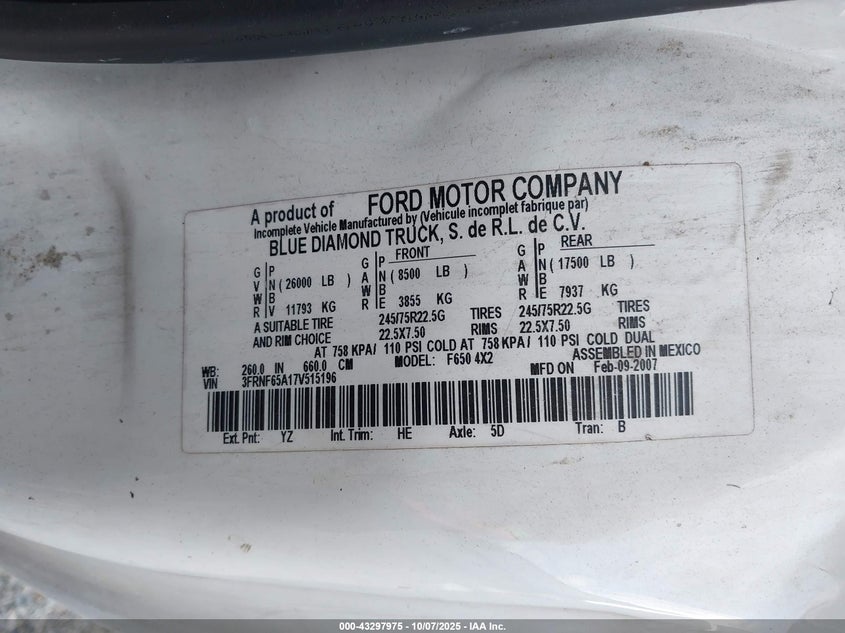 A product of FORD MOTOR COMPANY
Incomplete Vehicle Manufactured by (Vehicule incomplet fabrique par)
BLUE DIAMOND TRUCK, S. de R.L. de C.V.
FRONT REAR
G P G P G P
V N ( 26000 LB ) A N ( 8500 LB ) A N ( 17500 LB )
W B W B W B
R V 11793 KG R E 3855 KG R E 7937 KG
A SUITABLE TIRE 245/75R22.5G TIRES 245/75R22.5G TIRES
AND RIM CHOICE 22.5X7.50 RIMS 22.5X7.50 RIMS
AT 758 KPA/ 110 PSI COLD AT 758 KPA/ 110 PSI COLD DUAL
ASSEMBLED IN MEXICO
WB: 260.0 IN 660.0 CM MODEL: F650 4X2 MFD ON Feb-09-2007
VIN 3FRNF65A17V515196
Ext. Pnt: YZ Int. Trim: HE Axle: 5D Tran: B
000-43297975 | 10/07/2025 | IAA Inc.